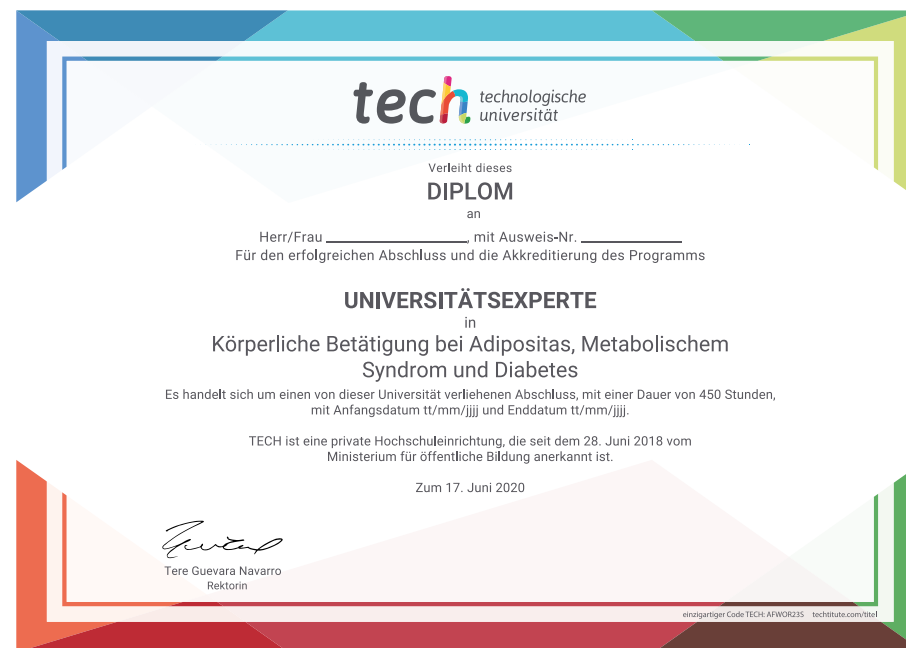 tech technologische
universität
Verleiht dieses
DIPLOM
an
Herr/Frau ____________________, mit Ausweis-Nr. ______________
Für den erfolgreichen Abschluss und die Akkreditierung des Programms
UNIVERSITÄTSEXPERTE
in
Körperliche Betätigung bei Adipositas, Metabolischem
Syndrom und Diabetes
Es handelt sich um einen von dieser Universität verliehenen Abschluss, mit einer Dauer von 450 Stunden,
mit Anfangsdatum tt/mm/jjjj und Enddatum tt/mm/jjjj.
TECH ist eine private Hochschuleinrichtung, die seit dem 28. Juni 2018 vom
Ministerium für öffentliche Bildung anerkannt ist.
Zum 17. Juni 2020
Tere Guevara Navarro
Rektorin
einzigartiger Code TECH: AFWOR23S techtitute.com/titel